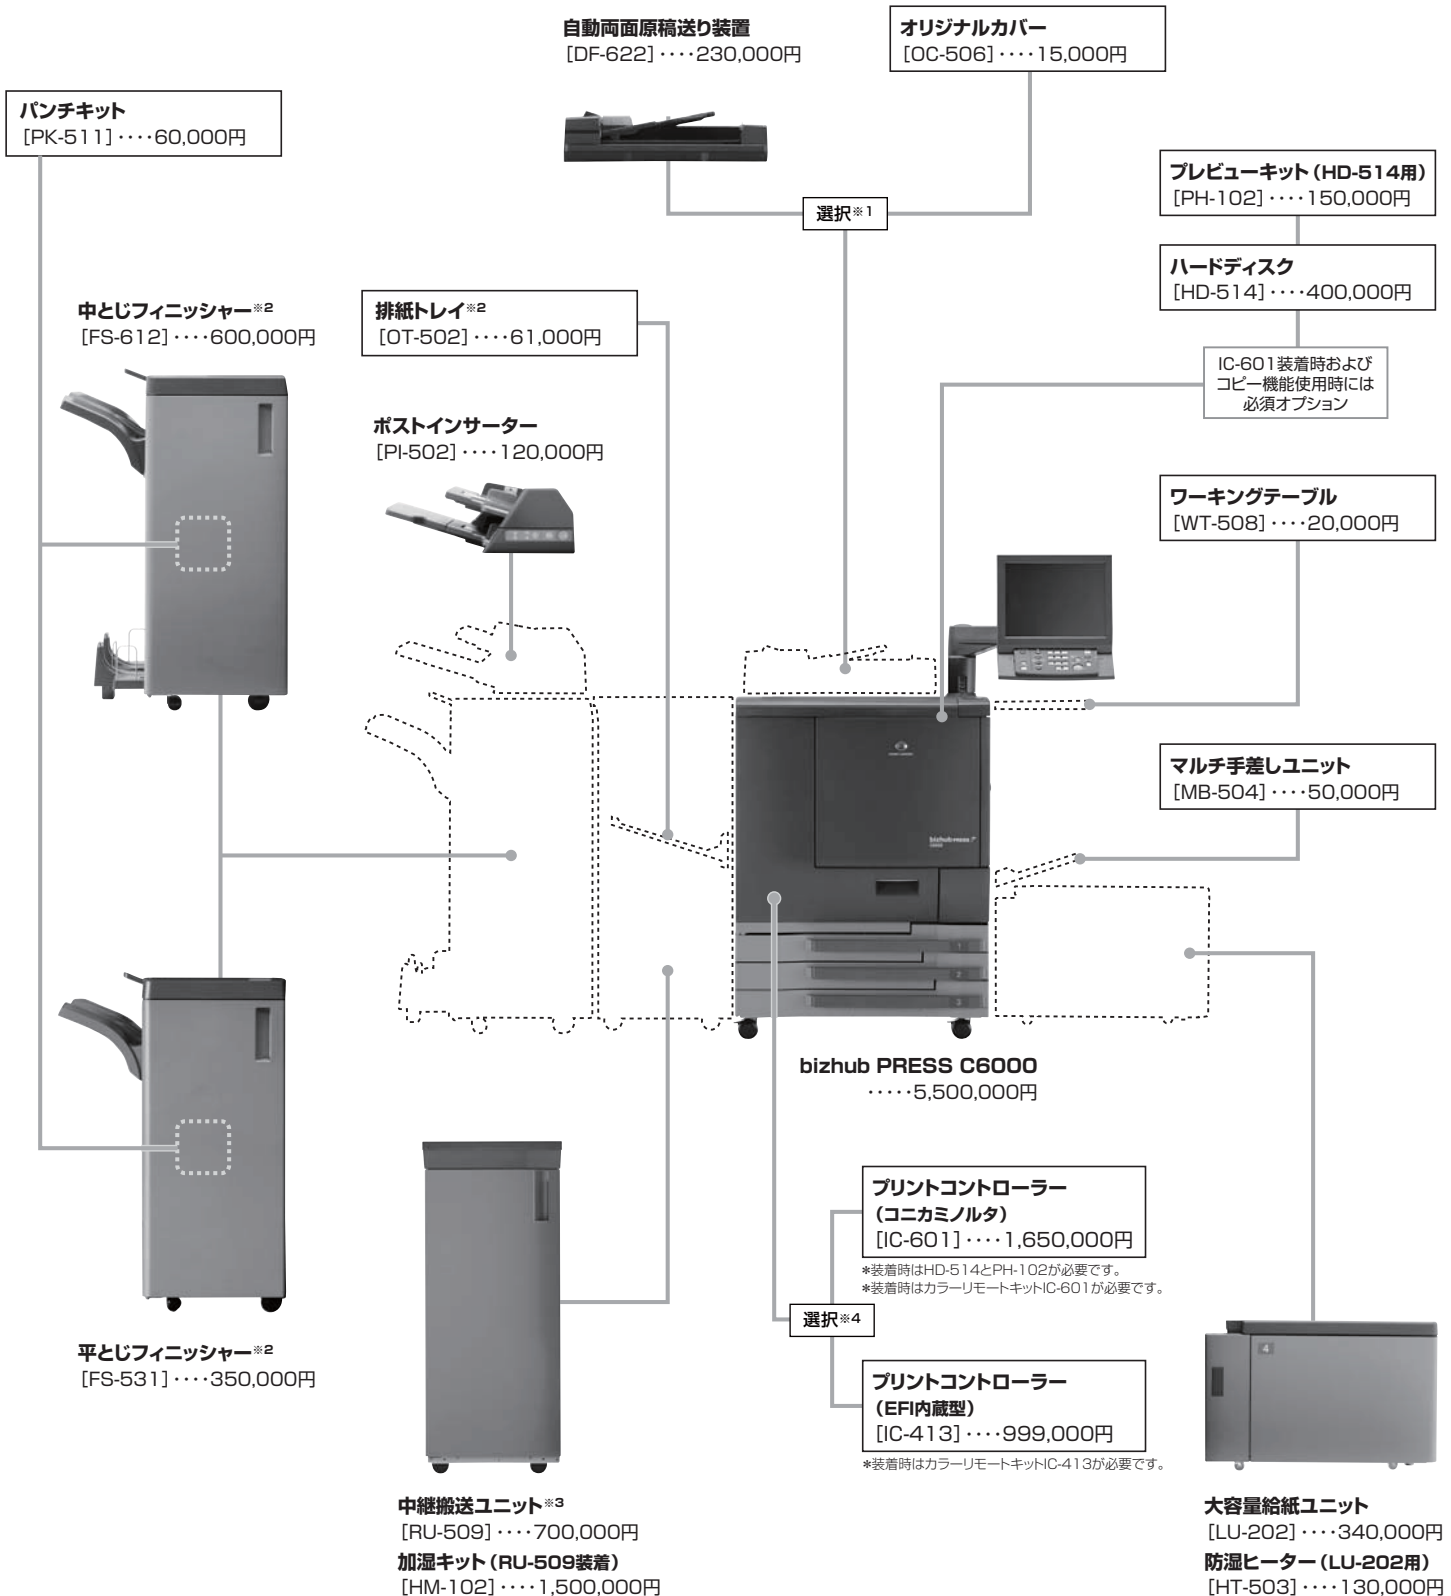 自動両面原稿送り装置
[DF-622]････230,000円
オリジナルカバー
[OC-506]････15,000円
パンチキット
[PK-511]････60,000円
選択※1
プレビューキット(HD-514用)
[PH-102]････150,000円
ハードディスク
[HD-514]････400,000円
IC-601装着時および
コピー機能使用時には
必須オプション
中とじフィニッシャー※2
[FS-612]････600,000円
排紙トレイ※2
[OT-502]････61,000円
ポストインサーター
[PI-502]････120,000円
ワーキングテーブル
[WT-508]････20,000円
マルチ手差しユニット
[MB-504]････50,000円
bizhub PRESS
1
2
3
bizhub PRESS C6000
･････5,500,000円
プリントコントローラー
(コニカミノルタ)
[IC-601]････1,650,000円
*装着時はHD-514とPH-102が必要です。
*装着時はカラーリモートキットIC-601が必要です。
選択※4
プリントコントローラー
(EFI内蔵型)
[IC-413]････999,000円
*装着時はカラーリモートキットIC-413が必要です。
平とじフィニッシャー※2
[FS-531]････350,000円
4
中継搬送ユニット※3
[RU-509]････700,000円
加湿キット(RU-509装着)
[HM-102]････1,500,000円
大容量給紙ユニット
[LU-202]････340,000円
防湿ヒーター(LU-202用)
[HT-503]････130,000円